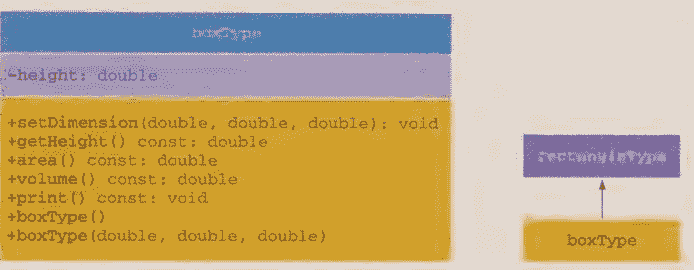 boxType
-height: double
+setDimension(double, double, double): void
+getHeight() const: double
+area() const: double
+volume() const: double
+print() const: void
+boxType()
+boxType(double, double, double)
rectangleType
boxType